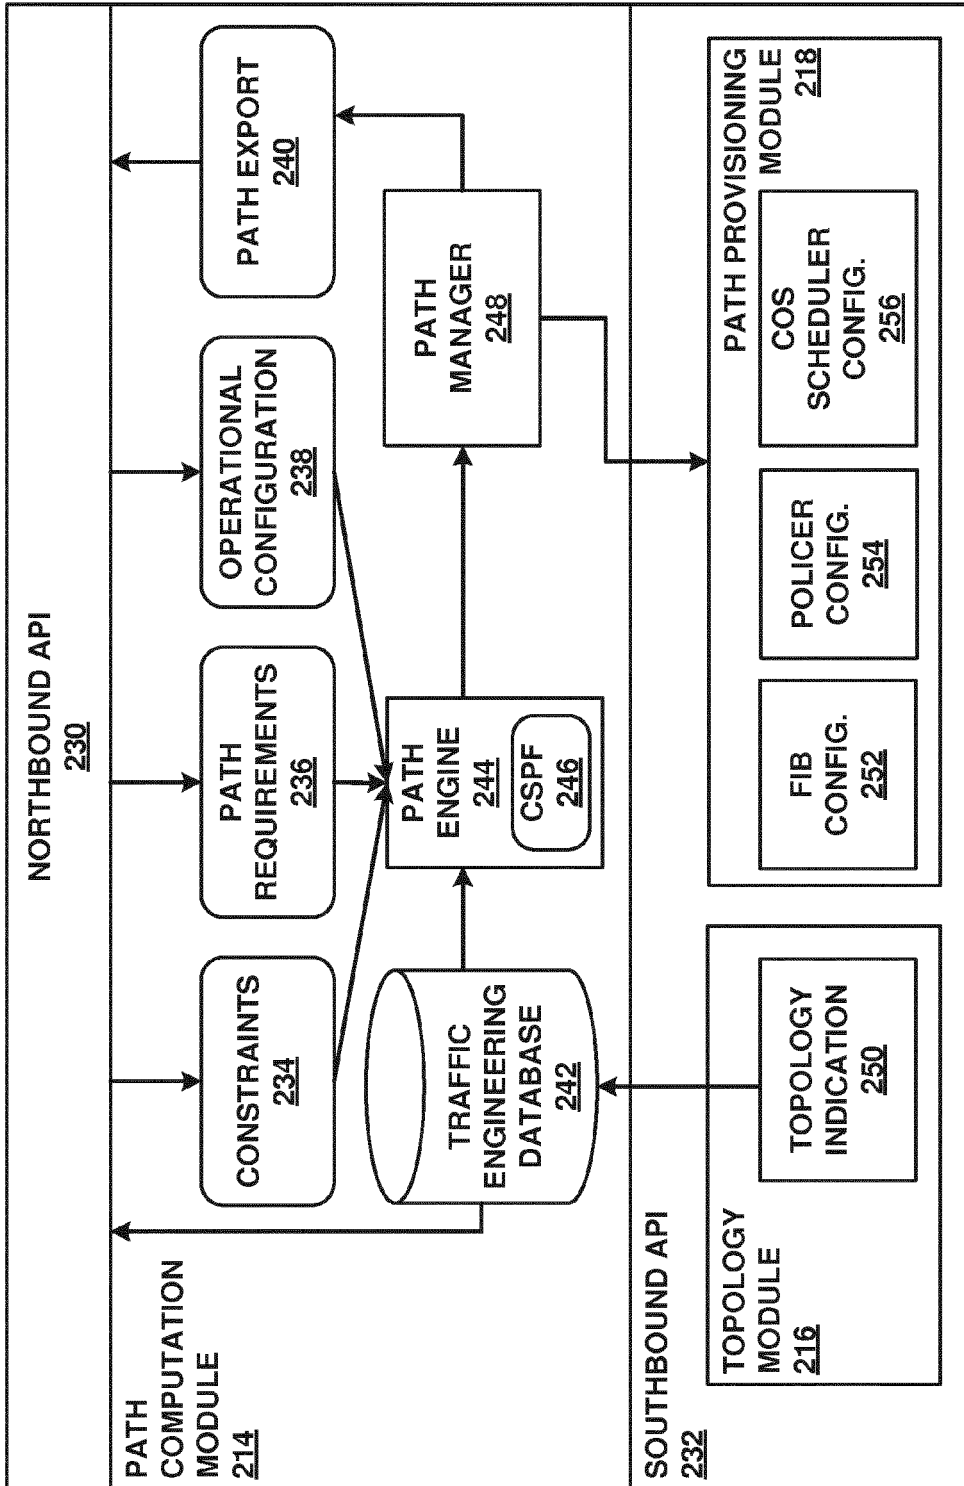 NORTHBOUND API
230
PATH
COMPUTATION
MODULE
214
CONSTRAINTS
234
PATH
REQUIREMENTS
236
OPERATIONAL
CONFIGURATION
238
PATH EXPORT
240
TRAFFIC
ENGINEERING
DATABASE
242
PATH
ENGINE
244
CSPF
246
PATH
MANAGER
248
SOUTHBOUND API
232
TOPOLOGY
MODULE
216
TOPOLOGY
INDICATION
250
PATH PROVISIONING
MODULE
218
FIB
CONFIG.
252
POLICER
CONFIG.
254
COS
SCHEDULER
CONFIG.
256